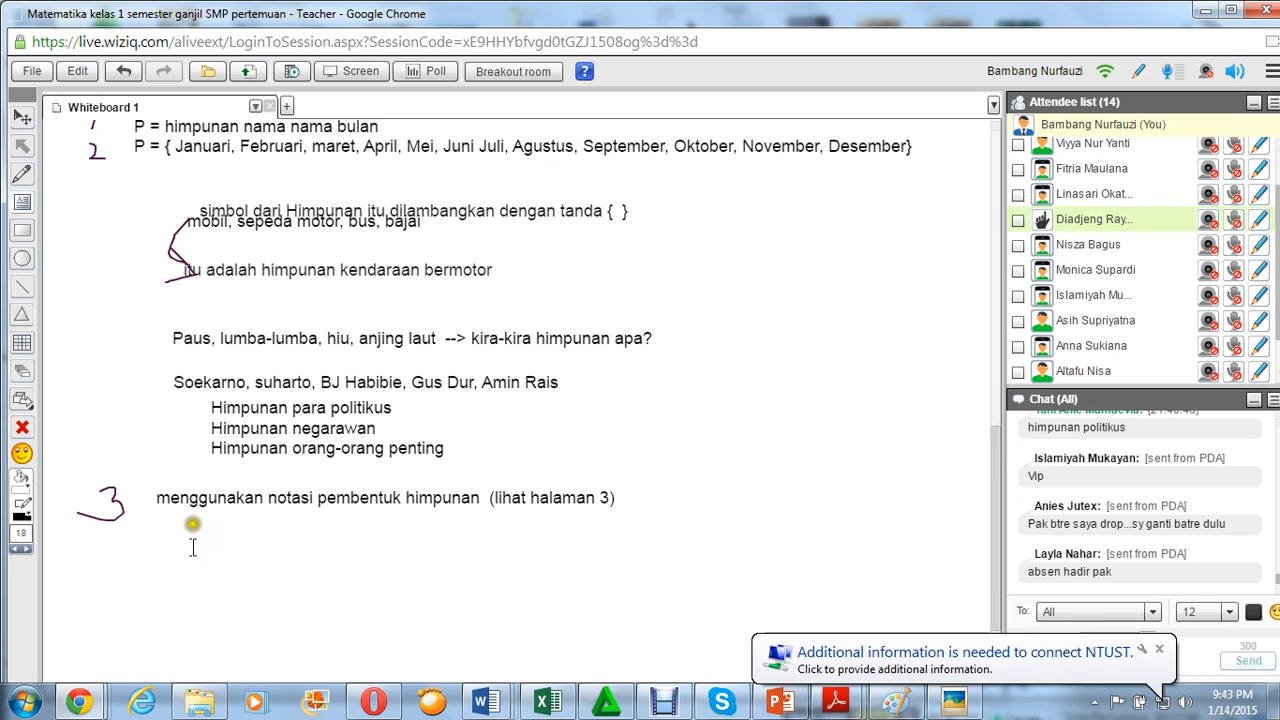 Matematika kelas 1 semester ganjil SMP pertemuan - Teacher - Google Chrome
https://live.wiziq.com/aliveext/LoginToSession.aspx?SessionCode=xE9HHYbfvgd0tGZJ1508og%3d%3d
File Edit Screen Poll Breakout room ? Bambang Nurfauzi
Whiteboard 1
1 P = himpunan nama nama bulan
2 P = { Januari, Februari, maret, April, Mei, Juni Juli, Agustus, September, Oktober, November, Desember}
simbol dari Himpunan itu dilambangkan dengan tanda { }
mobil, sepeda motor, bus, bajai
itu adalah himpunan kendaraan bermotor
Paus, lumba-lumba, hiu, anjing laut --> kira-kira himpunan apa?
Soekarno, suharto, BJ Habibie, Gus Dur, Amin Rais
Himpunan para politikus
Himpunan negarawan
Himpunan orang-orang penting
3 menggunakan notasi pembentuk himpunan (lihat halaman 3)
18
Attendee list (14)
Bambang Nurfauzi (You)
Viyya Nur Yanti
Fitria Maulana
Linasari Okat...
Diadjeng Ray...
Nisza Bagus
Monica Supardi
Islamiyah Mu...
Asih Supriyatna
Anna Sukiana
Altafu Nisa
Chat (All)
himpunan politikus
Islamiyah Mukayan: [sent from PDA]
Vip
Anies Jutex: [sent from PDA]
Pak btre saya drop...sy ganti batre dulu
Layla Nahar: [sent from PDA]
absen hadir pak
To: All 12
300
Send
Additional information is needed to connect NTUST.
Click to provide additional information.
9:43 PM
1/14/2015